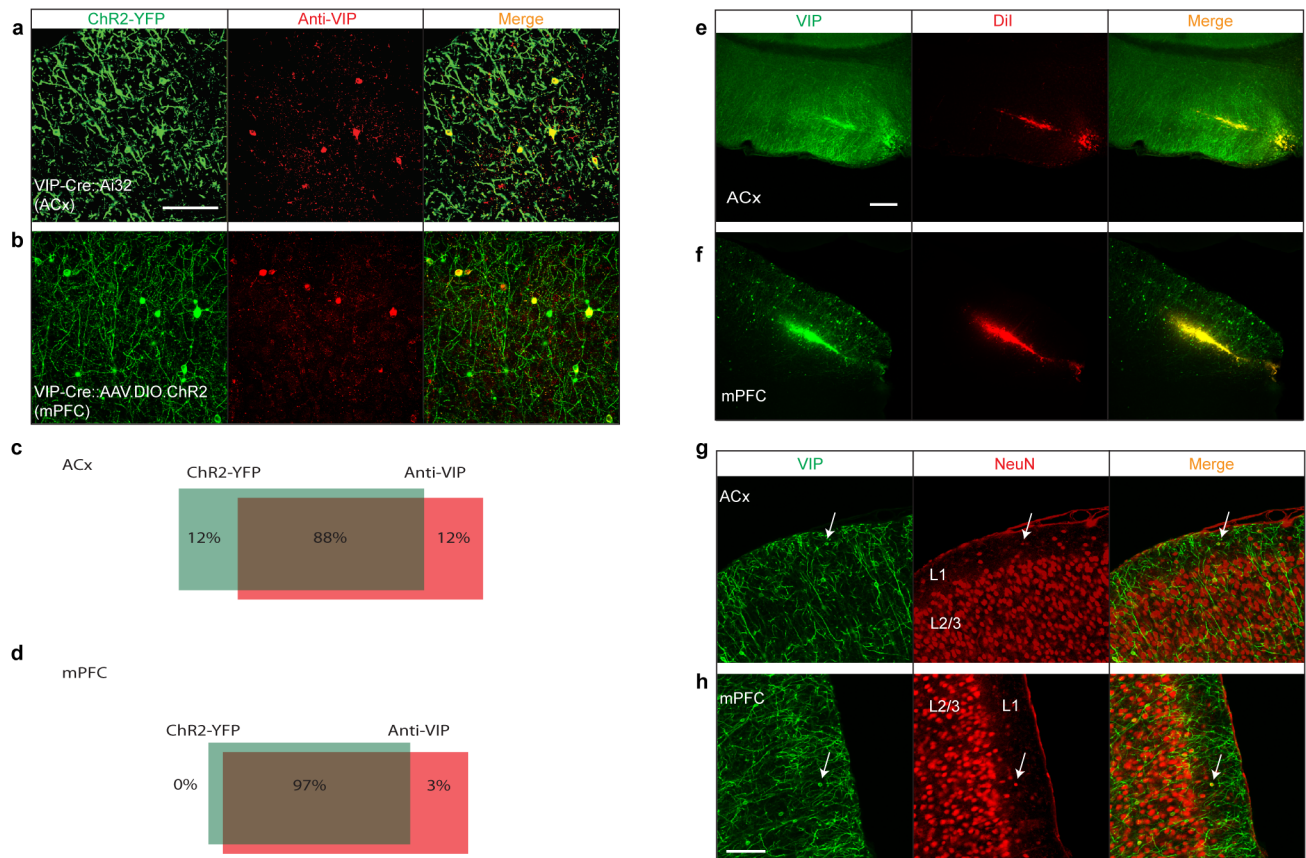 a
ChR2-YFP
Anti-VIP
Merge
VIP-Cre::Ai32
(ACx)
b
VIP-Cre::AAV.DIO.ChR2
(mPFC)
c
ACx
ChR2-YFP
Anti-VIP
12%
88%
12%
d
mPFC
ChR2-YFP
Anti-VIP
0%
97%
3%
e
VIP
DiI
Merge
ACx
f
mPFC
g
VIP
NeuN
Merge
ACx
L1
L2/3
h
mPFC
L2/3
L1